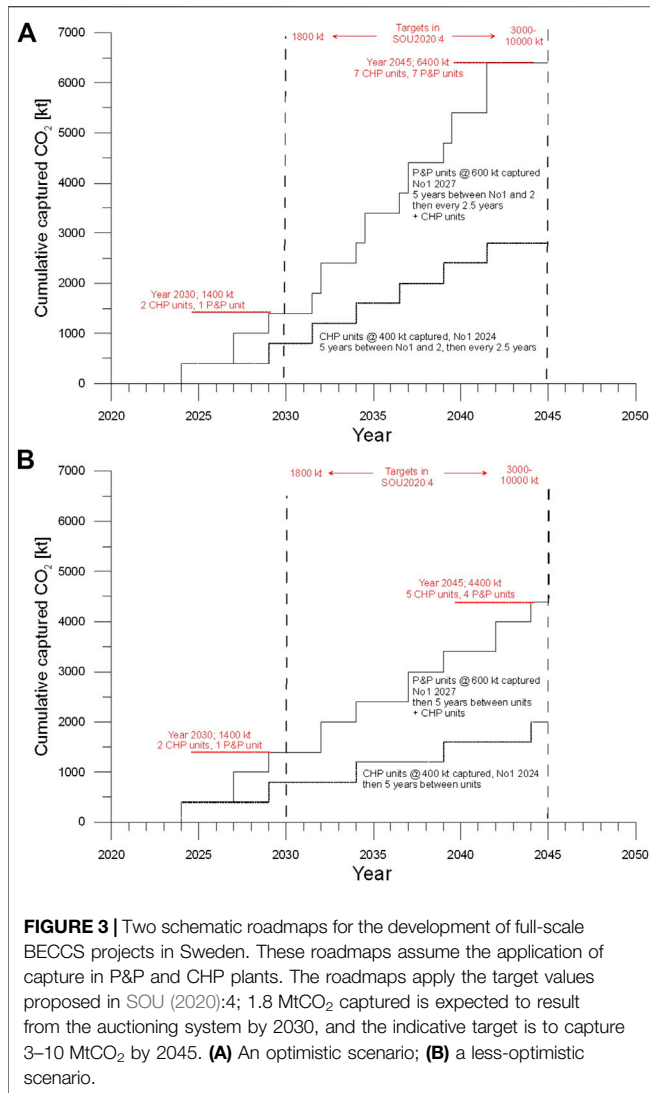 A
7000
6000
5000
4000
3000
2000
1000
0
Cumulative captured CO2 [kt]
1800 kt
Targets in
SOU2020:4
3000-
10000 kt
Year 2045; 6400 kt
7 CHP units, 7 P&P units
P&P units @ 600 kt captured
No1 2027
5 years between No1 and 2
then every 2.5 years
+ CHP units
Year 2030; 1400 kt
2 CHP units, 1 P&P unit
CHP units @ 400 kt captured, No1 2024
5 years between No1 and 2, then every 2.5 years
2020 2025 2030 2035 2040 2045 2050
Year
B
7000
6000
5000
4000
3000
2000
1000
0
Cumulative captured CO2 [kt]
1800 kt
Targets in
SOU2020:4
3000-
10000 kt
Year 2045; 4400 kt
5 CHP units, 4 P&P units
P&P units @ 600 kt captured
No1 2027
then 5 years between units
+ CHP units
Year 2030; 1400 kt
2 CHP units, 1 P&P unit
CHP units @ 400 kt captured, No1 2024
then 5 years between units
2020 2025 2030 2035 2040 2045 2050
Year
FIGURE 3 | Two schematic roadmaps for the development of full-scale
BECCS projects in Sweden. These roadmaps assume the application of
capture in P&P and CHP plants. The roadmaps apply the target values
proposed in SOU (2020):4; 1.8 MtCO2 captured is expected to result
from the auctioning system by 2030, and the indicative target is to capture
3–10 MtCO2 by 2045. (A) An optimistic scenario; (B) a less-optimistic
scenario.